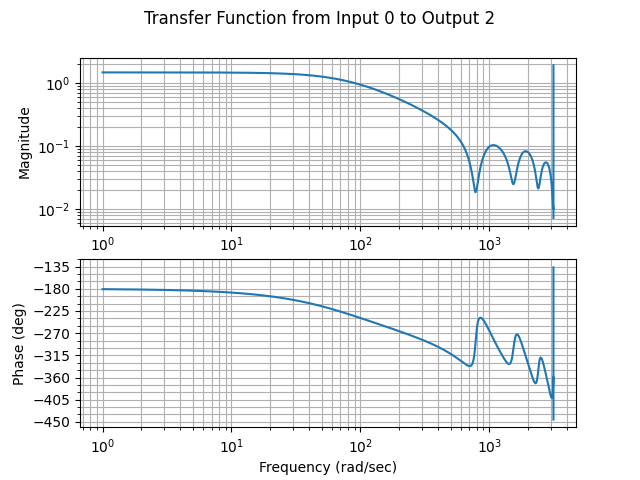 Transfer Function from Input 0 to Output 2
10⁰
10⁻¹
10⁻²
Magnitude
10⁰ 10¹ 10² 10³
−135
−180
−225
−270
−315
−360
−405
−450
Phase (deg)
10⁰ 10¹ 10² 10³
Frequency (rad/sec)